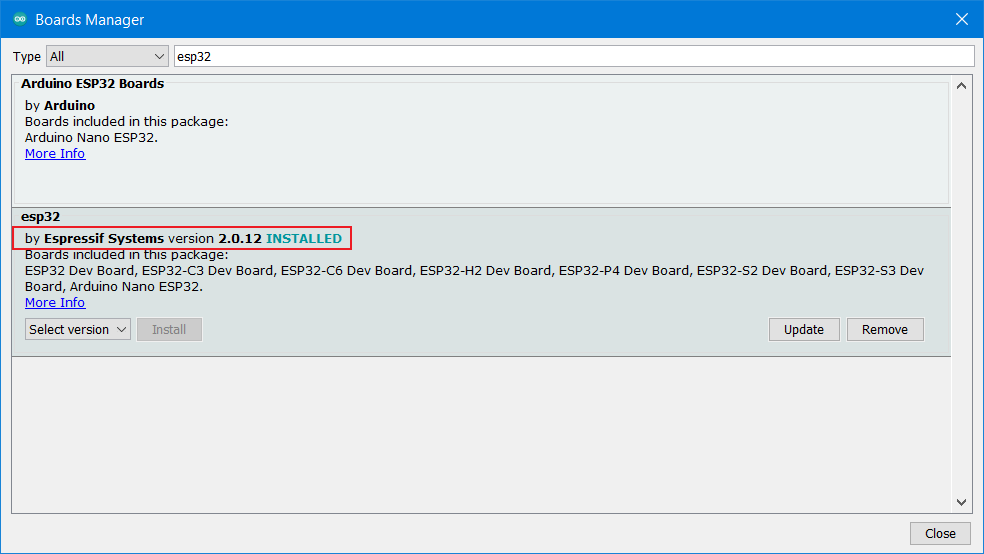 Boards Manager
Type All esp32
Arduino ESP32 Boards
by Arduino
Boards included in this package:
Arduino Nano ESP32.
More Info
esp32
by Espressif Systems version 2.0.12 INSTALLED
Boards included in this package:
ESP32 Dev Board, ESP32-C3 Dev Board, ESP32-C6 Dev Board, ESP32-H2 Dev Board, ESP32-P4 Dev Board, ESP32-S2 Dev Board, ESP32-S3 Dev
Board, Arduino Nano ESP32.
More Info
Select version Install Update Remove
Close